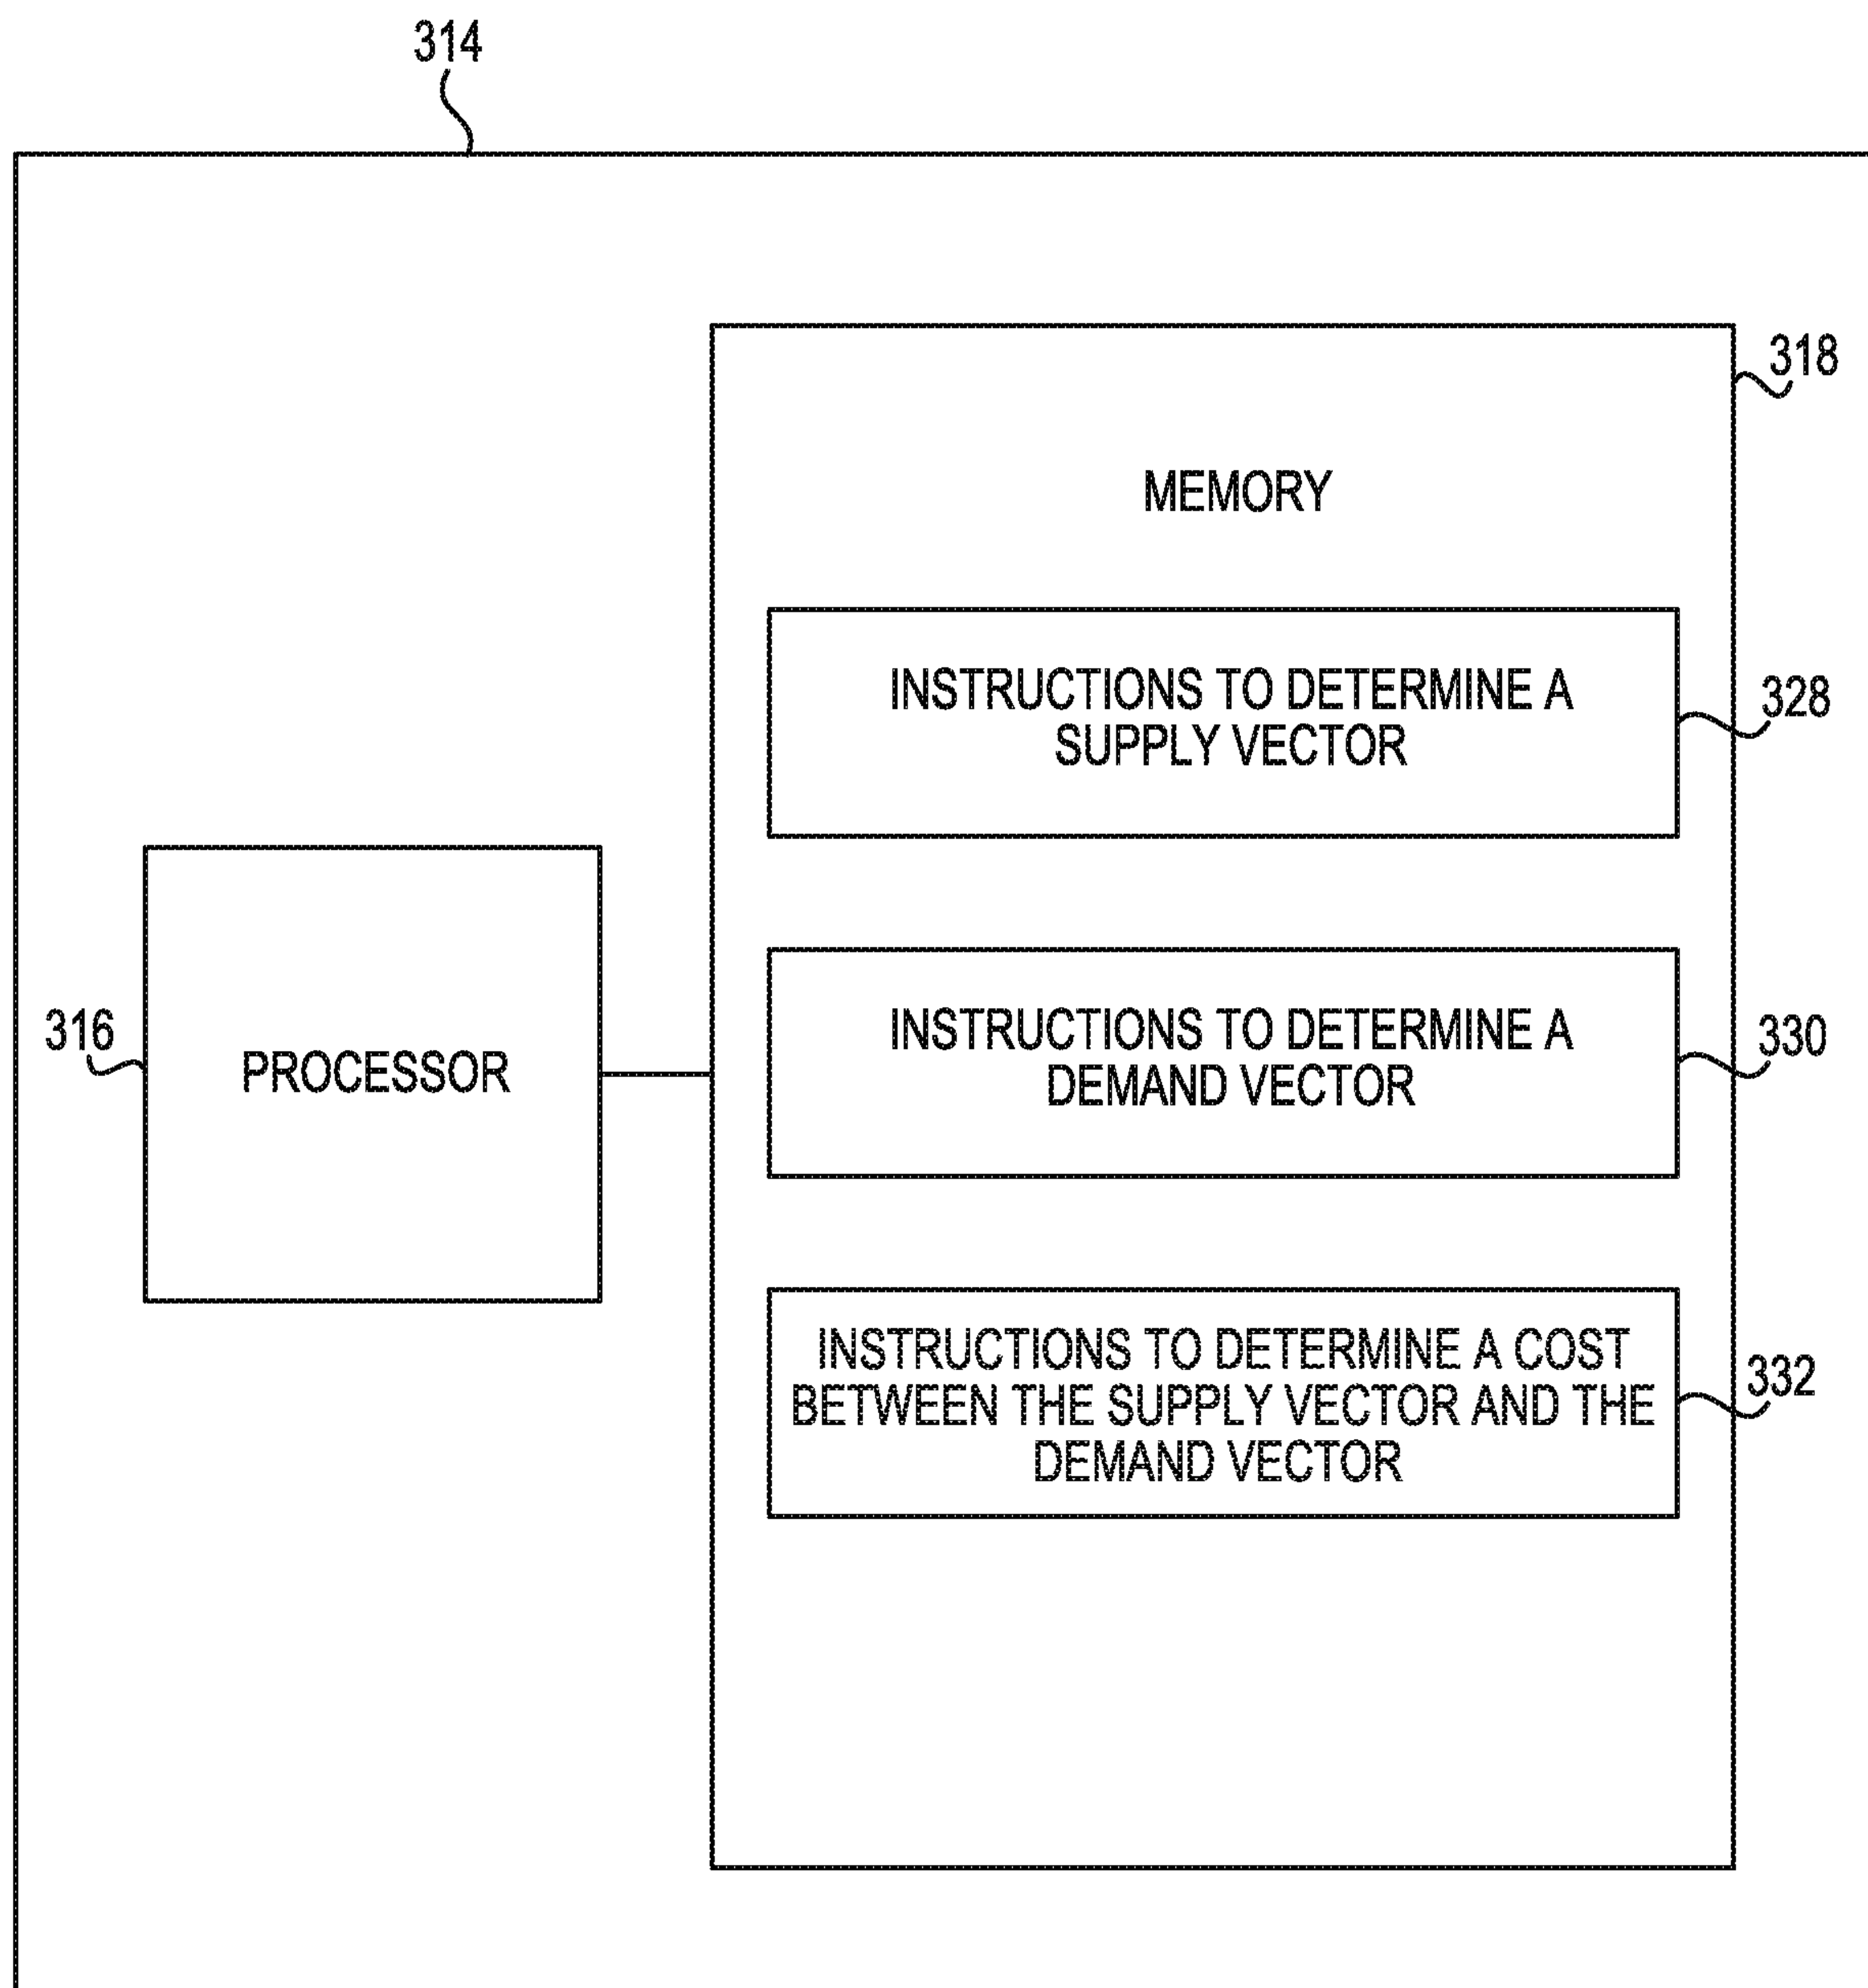 314
318
MEMORY
INSTRUCTIONS TO DETERMINE A
SUPPLY VECTOR
328
316
PROCESSOR
INSTRUCTIONS TO DETERMINE A
DEMAND VECTOR
330
INSTRUCTIONS TO DETERMINE A COST
BETWEEN THE SUPPLY VECTOR AND THE
DEMAND VECTOR
332